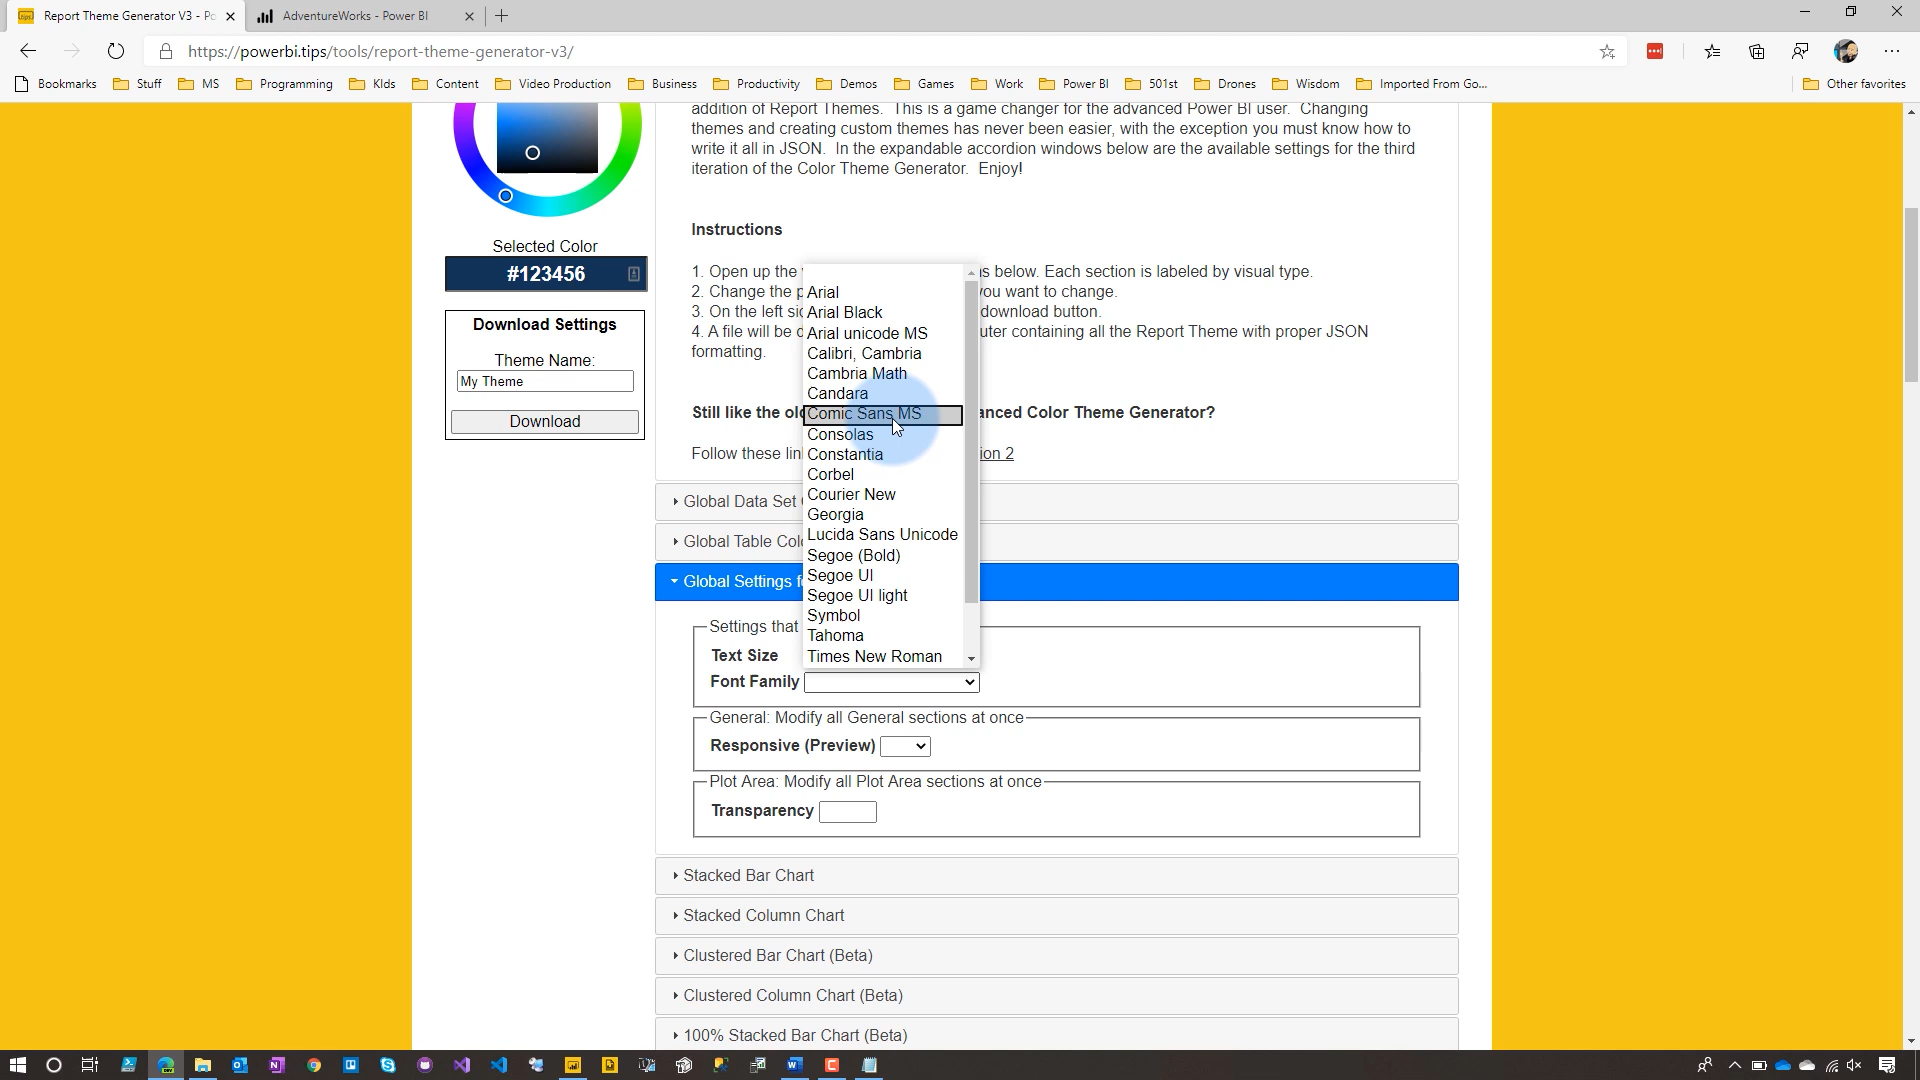 Report Theme Generator V3 - Po
AdventureWorks - Power BI
https://powerbi.tips/tools/report-theme-generator-v3/
Bookmarks
Stuff
MS
Programming
KIds
Content
Video Production
Business
Productivity
Demos
Games
Work
Power BI
501st
Drones
Wisdom
Imported From Go...
Other favorites
addition of Report Themes. This is a game changer for the advanced Power BI user. Changing
themes and creating custom themes has never been easier, with the exception you must know how to
write it all in JSON. In the expandable accordion windows below are the available settings for the third
iteration of the Color Theme Generator. Enjoy!
Selected Color
#123456
Download Settings
Theme Name:
My Theme
Download
Instructions
1. Open up the s below. Each section is labeled by visual type.
2. Change the p you want to change.
3. On the left sid download button.
4. A file will be d uter containing all the Report Theme with proper JSON
formatting.
Still like the old anced Color Theme Generator?
Follow these lin ion 2
Arial
Arial Black
Arial unicode MS
Calibri, Cambria
Cambria Math
Candara
Comic Sans MS
Consolas
Constantia
Corbel
Courier New
Georgia
Lucida Sans Unicode
Segoe (Bold)
Segoe UI
Segoe UI light
Symbol
Tahoma
Times New Roman
Global Data Set
Global Table Col
Global Settings f
Settings that
Text Size
Font Family
General: Modify all General sections at once
Responsive (Preview)
Plot Area: Modify all Plot Area sections at once
Transparency
Stacked Bar Chart
Stacked Column Chart
Clustered Bar Chart (Beta)
Clustered Column Chart (Beta)
100% Stacked Bar Chart (Beta)